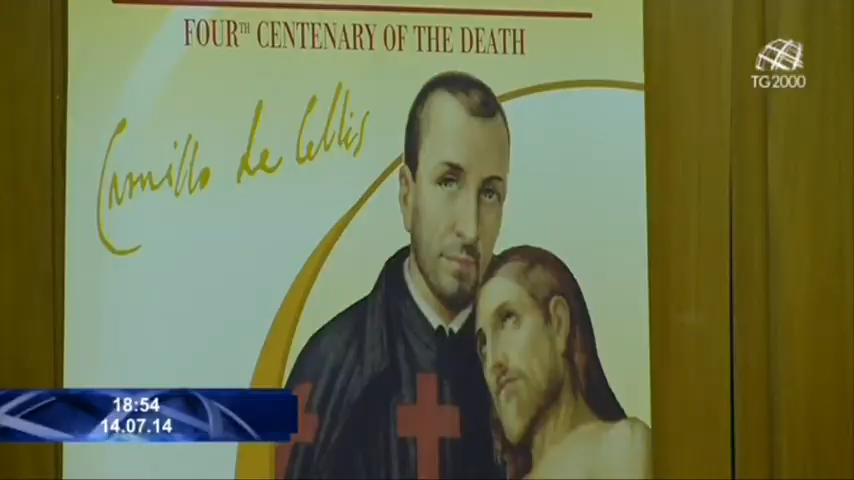 FOURTH CENTENARY OF THE DEATH
Camillo de Lellis
TG2000
18:54
14.07.14